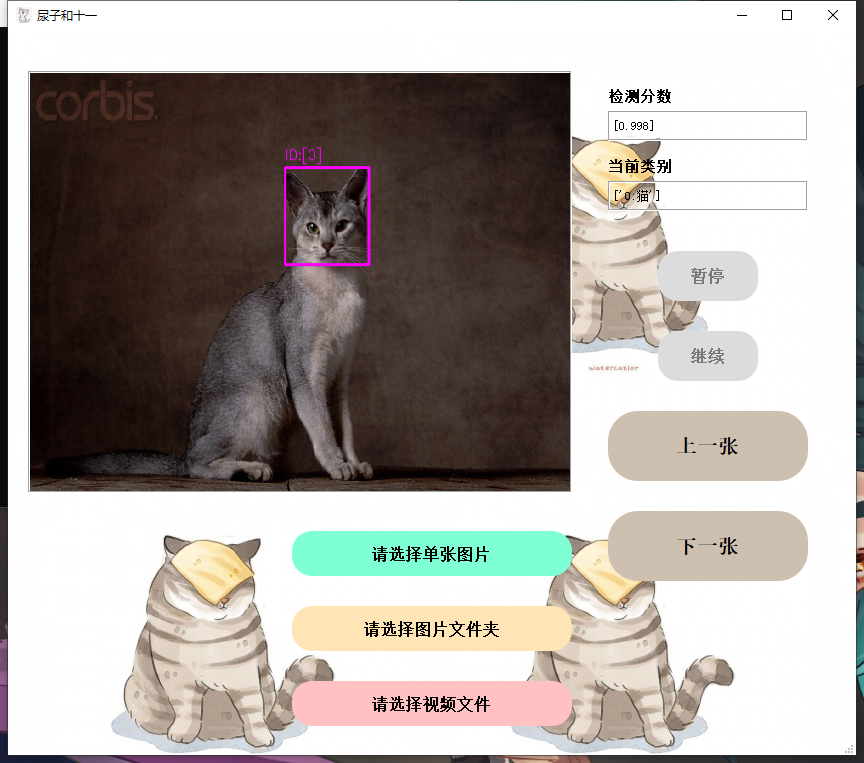 屎子和十一
corbis.
ID:[0]
检测分数
[0.998]
当前类别
['0:猫']
暂停
继续
watercatlar
上一张
下一张
请选择单张图片
请选择图片文件夹
请选择视频文件